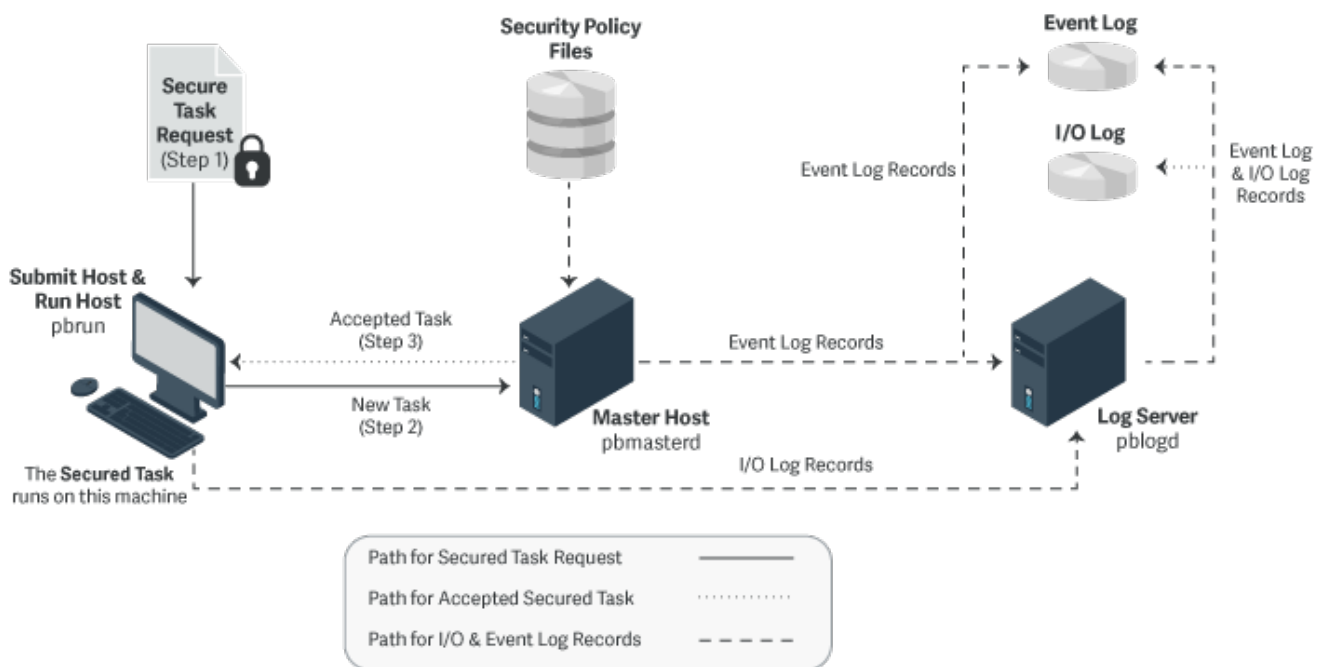 Secure
Task
Request
(Step 1)
Security Policy
Files
Event Log
I/O Log
Event Log Records
Event Log
& I/O Log
Records
Submit Host &
Run Host
pbrun
Accepted Task
(Step 3)
New Task
(Step 2)
Event Log Records
Master Host
pbmasterd
Log Server
pblogd
The Secured Task
runs on this machine
I/O Log Records
Path for Secured Task Request
Path for Accepted Secured Task
Path for I/O & Event Log Records